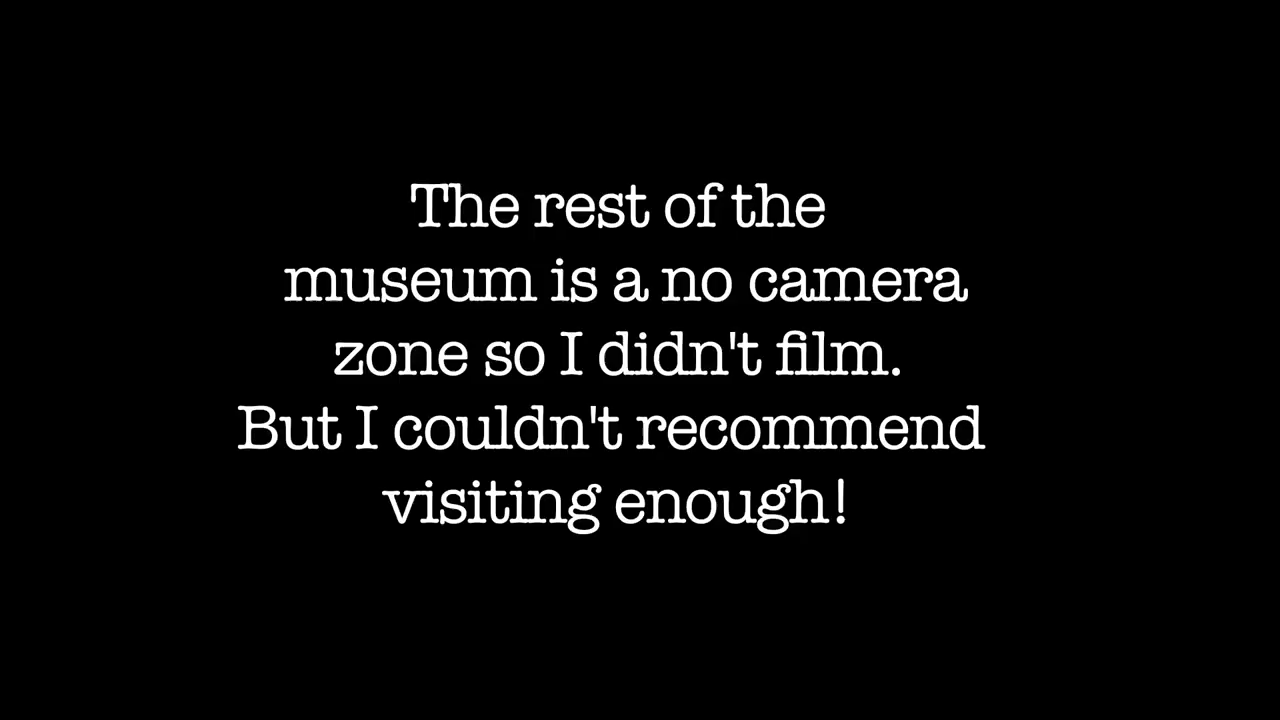 The rest of the
museum is a no camera
zone so I didn't film.
But I couldn't recommend
visiting enough!